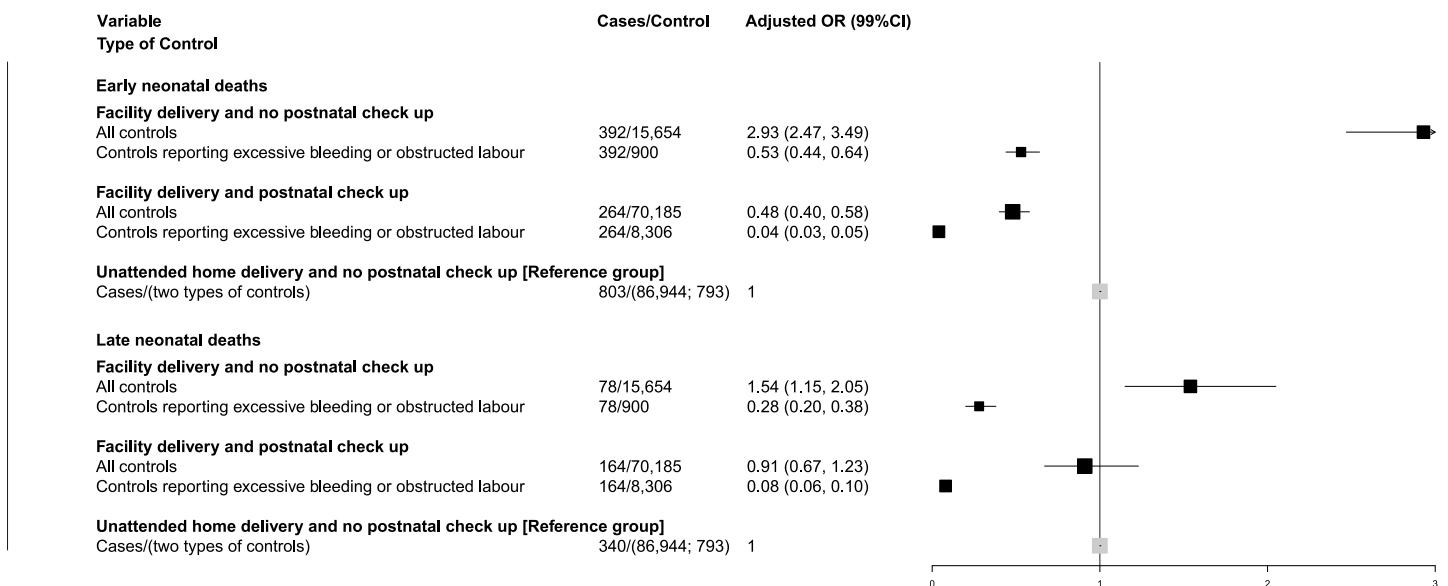 Variable Cases/Control Adjusted OR (99%CI)
Type of Control
Early neonatal deaths
Facility delivery and no postnatal check up
All controls 392/15,654 2.93 (2.47, 3.49)
Controls reporting excessive bleeding or obstructed labour 392/900 0.53 (0.44, 0.64)
Facility delivery and postnatal check up
All controls 264/70,185 0.48 (0.40, 0.58)
Controls reporting excessive bleeding or obstructed labour 264/8,306 0.04 (0.03, 0.05)
Unattended home delivery and no postnatal check up [Reference group]
Cases/(two types of controls) 803/(86,944; 793) 1
Late neonatal deaths
Facility delivery and no postnatal check up
All controls 78/15,654 1.54 (1.15, 2.05)
Controls reporting excessive bleeding or obstructed labour 78/900 0.28 (0.20, 0.38)
Facility delivery and postnatal check up
All controls 164/70,185 0.91 (0.67, 1.23)
Controls reporting excessive bleeding or obstructed labour 164/8,306 0.08 (0.06, 0.10)
Unattended home delivery and no postnatal check up [Reference group]
Cases/(two types of controls) 340/(86,944; 793) 1
0 1 2 3